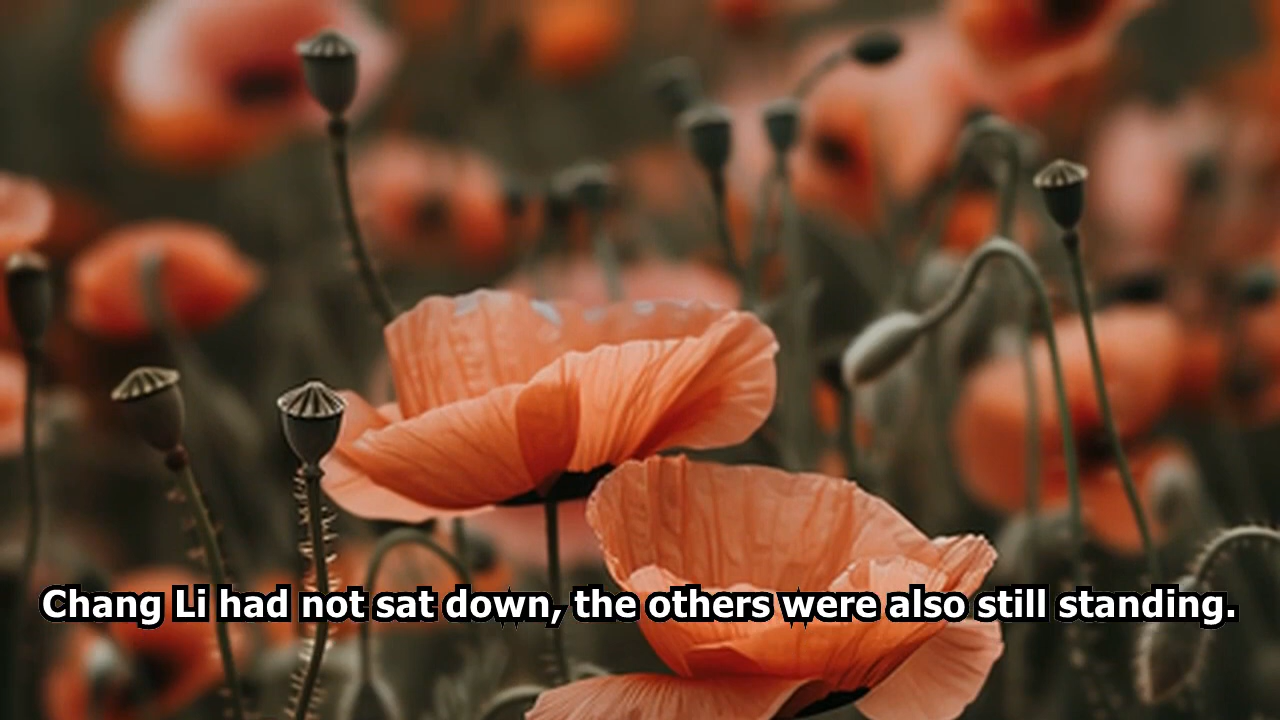 Chang Li had not sat down, the others were also still standing.